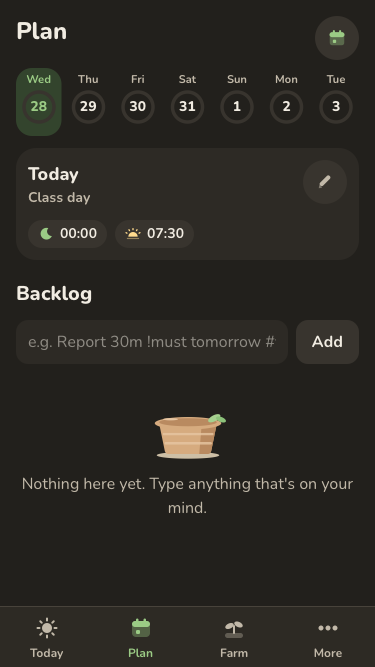 Plan
Wed Thu Fri Sat Sun Mon Tue
28 29 30 31 1 2 3
Today
Class day
00:00 07:30
Backlog
e.g. Report 30m !must tomorrow #
Add
Nothing here yet. Type anything that's on your
mind.
Today Plan Farm More